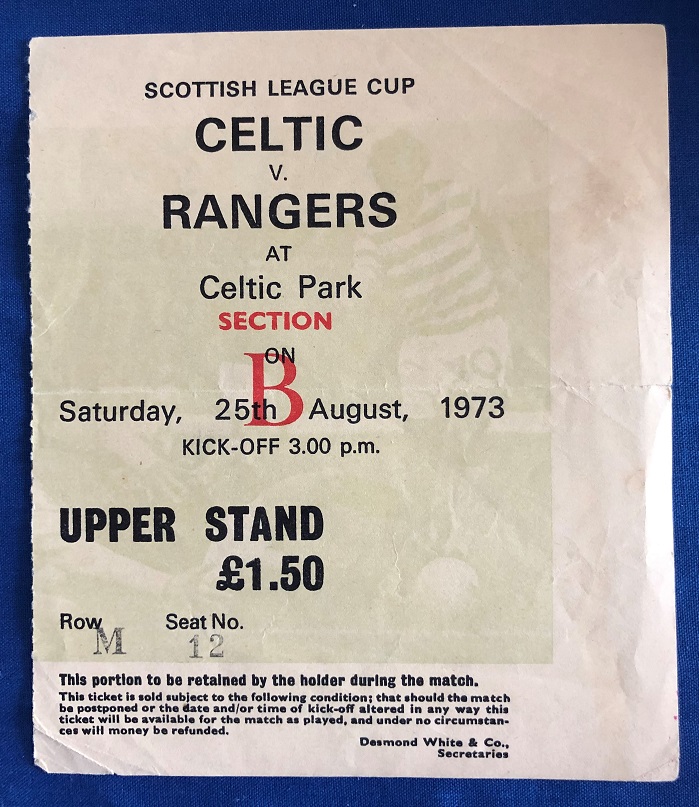 SCOTTISH LEAGUE CUP
CELTIC
V.
RANGERS
AT
Celtic Park
SECTION
ON
B
Saturday, 25th August, 1973
KICK-OFF 3.00 p.m.
UPPER STAND
£1.50
Row M Seat No. 12
This portion to be retained by the holder during the match.
This ticket is sold subject to the following condition; that should the match
be postponed or the date and/or time of kick-off altered in any way this
ticket will be available for the match as played, and under no circumstan-
ces will money be refunded.
Desmond White & Co.,
Secretaries